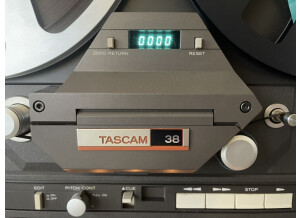 0000
ZERO RETURN
RESET
TASCAM 38
EDIT
PITCH CONT
▲CUE
STOP